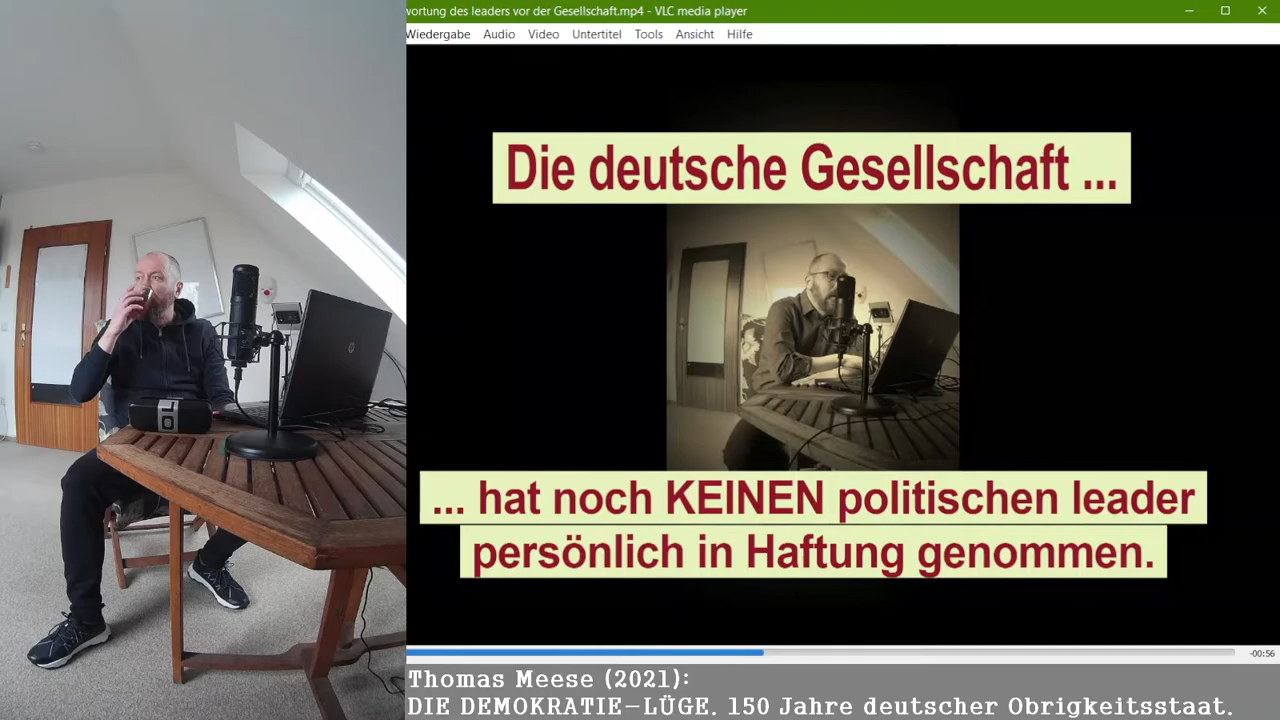 wortung des leaders vor der Gesellschaft.mp4 - VLC media player
Wiedergabe Audio Video Untertitel Tools Ansicht Hilfe
Die deutsche Gesellschaft ...
... hat noch KEINEN politischen leader
persönlich in Haftung genommen.
-00:56
Thomas Meese (2021):
DIE DEMOKRATIE-LÜGE. 150 Jahre deutscher Obrigkeitsstaat.